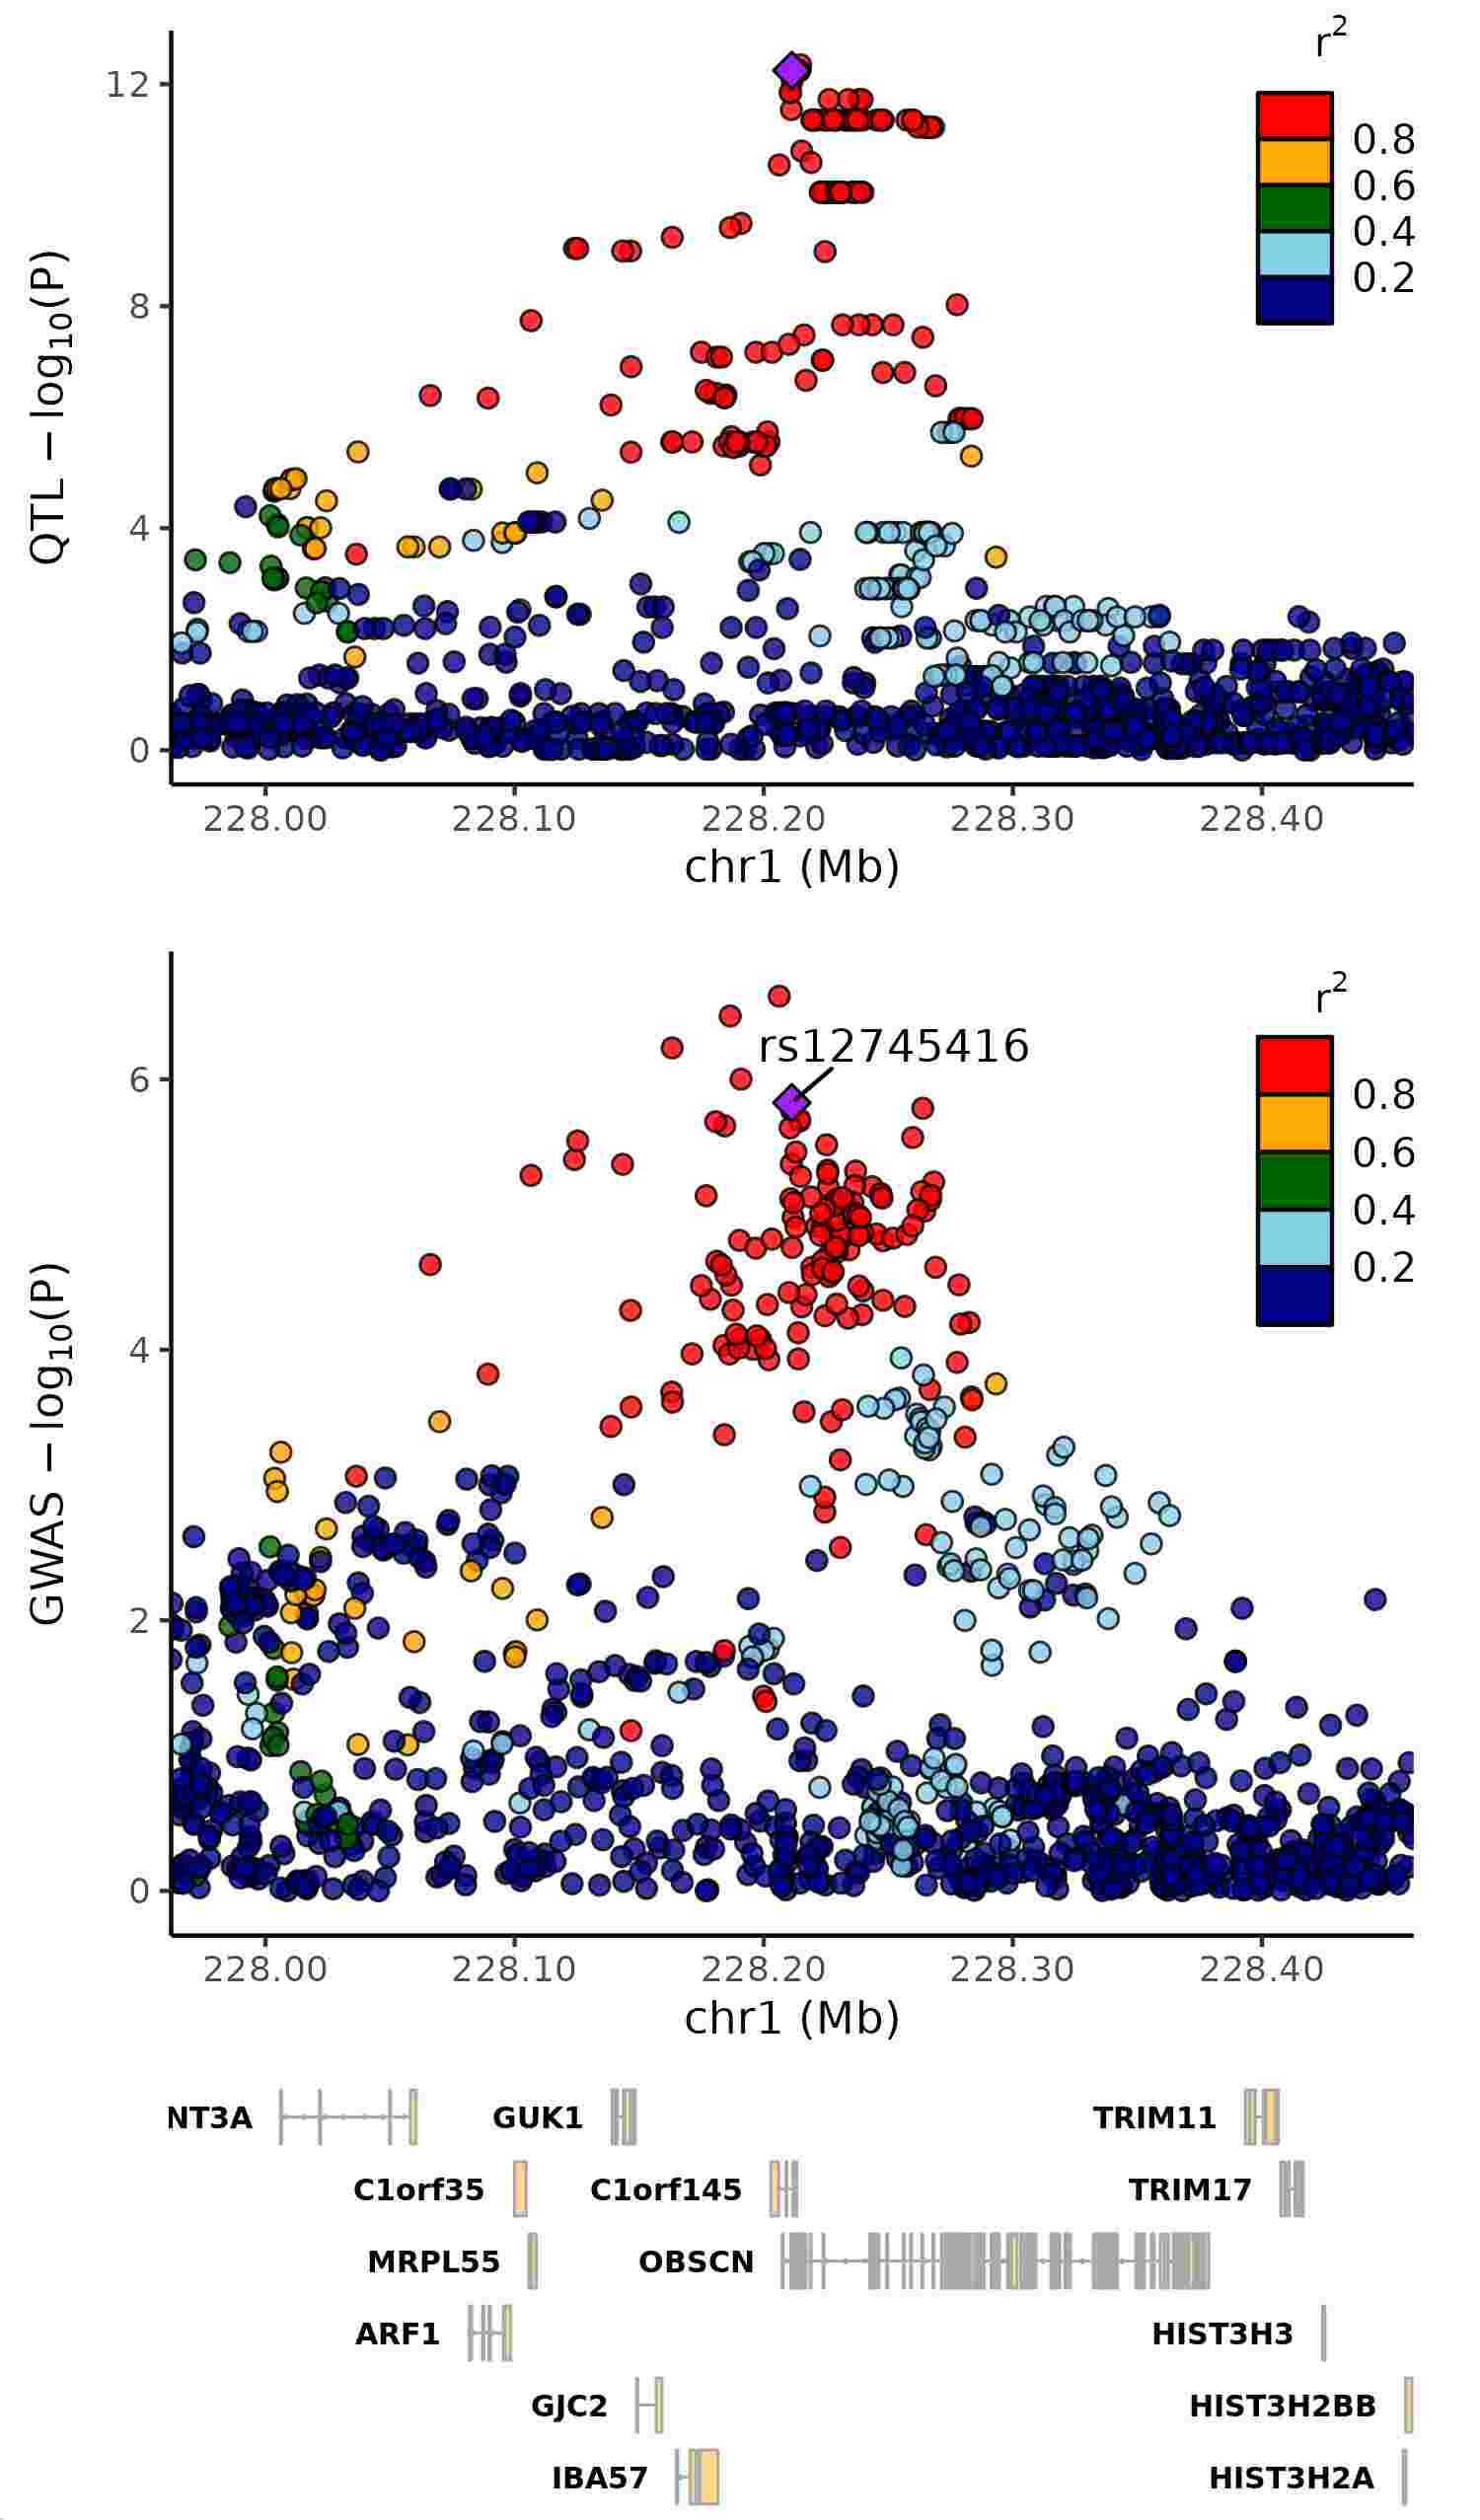 r2
12
8
4
0
QTL −log10(P)
0.8
0.6
0.4
0.2
228.00 228.10 228.20 228.30 228.40
chr1 (Mb)
r2
rs12745416
6
4
2
0
GWAS −log10(P)
0.8
0.6
0.4
0.2
228.00 228.10 228.20 228.30 228.40
chr1 (Mb)
NT3A GUK1 TRIM11
C1orf35 C1orf145 TRIM17
MRPL55 OBSCN
ARF1 HIST3H3
GJC2 HIST3H2BB
IBA57 HIST3H2A